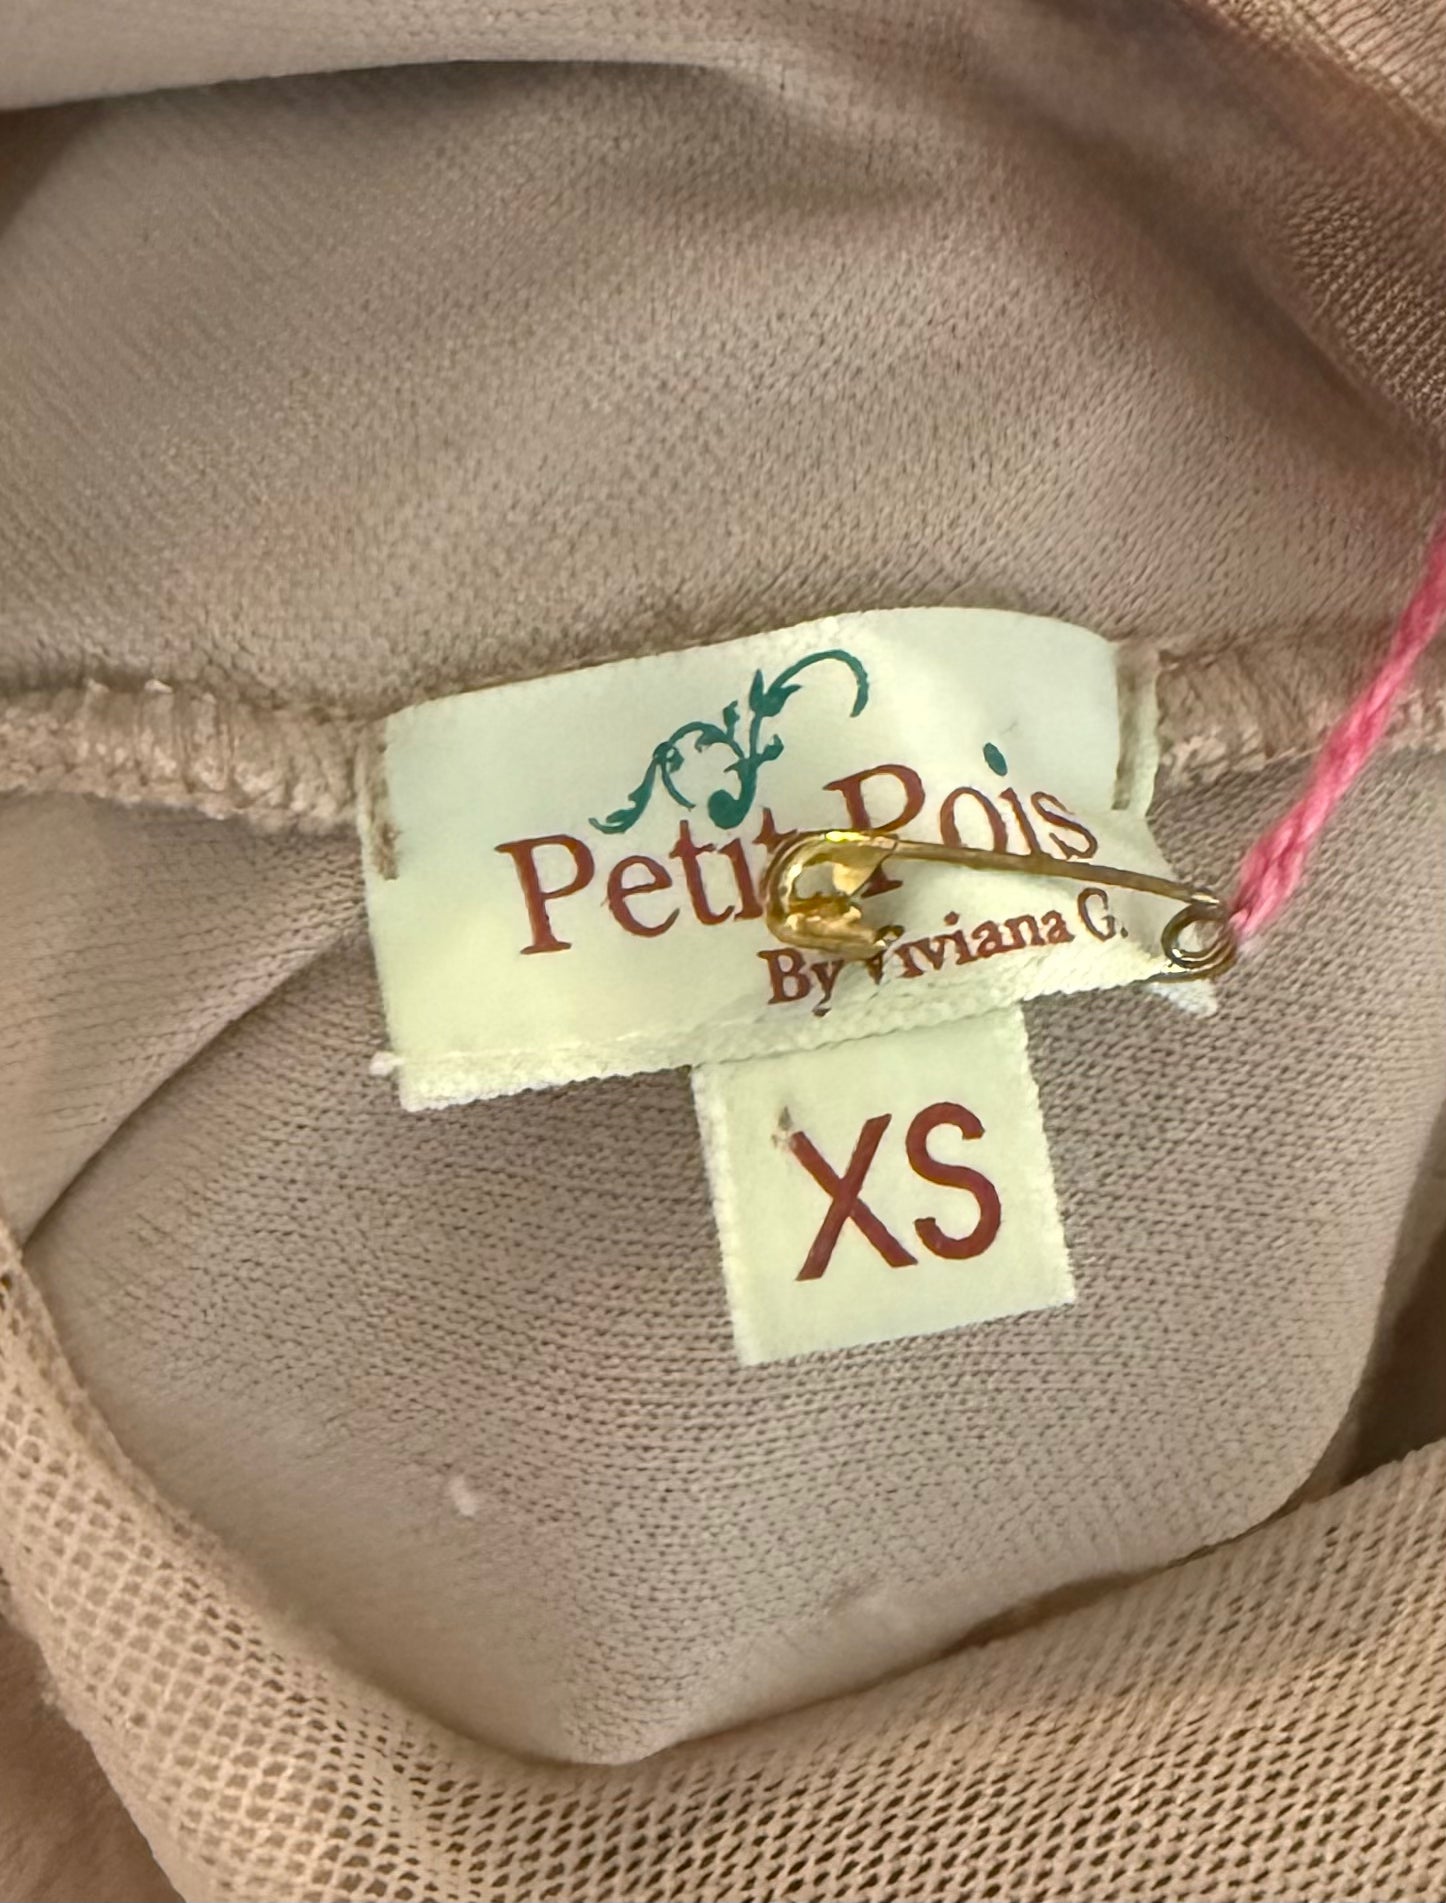 Petit Pois
By Viviana G.
XS